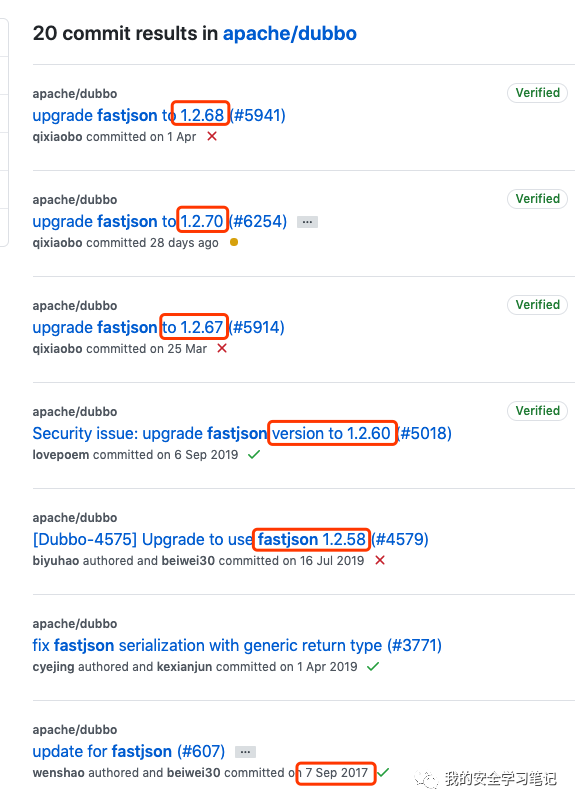 20 commit results in apache/dubbo
apache/dubbo
Verified
upgrade fastjson to 1.2.68 (#5941)
qixiaobo committed on 1 Apr
apache/dubbo
Verified
upgrade fastjson to 1.2.70 (#6254) ...
qixiaobo committed 28 days ago
apache/dubbo
Verified
upgrade fastjson to 1.2.67 (#5914)
qixiaobo committed on 25 Mar
apache/dubbo
Verified
Security issue: upgrade fastjson version to 1.2.60 (#5018)
lovepoem committed on 6 Sep 2019
apache/dubbo
[Dubbo-4575] Upgrade to use fastjson 1.2.58 (#4579)
biyuhao authored and beiwei30 committed on 16 Jul 2019
apache/dubbo
fix fastjson serialization with generic return type (#3771)
cyejing authored and kexianjun committed on 1 Apr 2019
apache/dubbo
update for fastjson (#607) ...
wenshao authored and beiwei30 committed on 7 Sep 2017
我的安全学习笔记